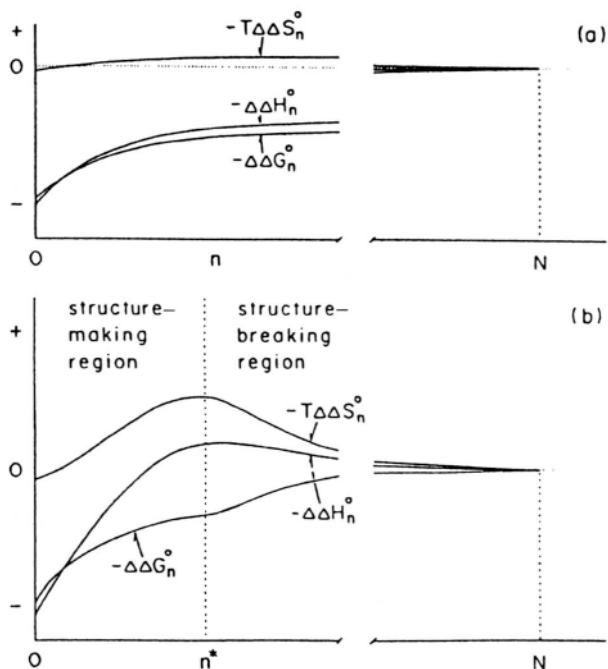 +
− TΔΔS°n
(a)
0
− ΔΔH°n
− ΔΔG°n
−
0
n
N
structure–
making
region
structure–
breaking
region
(b)
+
− TΔΔS°n
0
− ΔΔH°n
− ΔΔG°n
−
0
n*
N